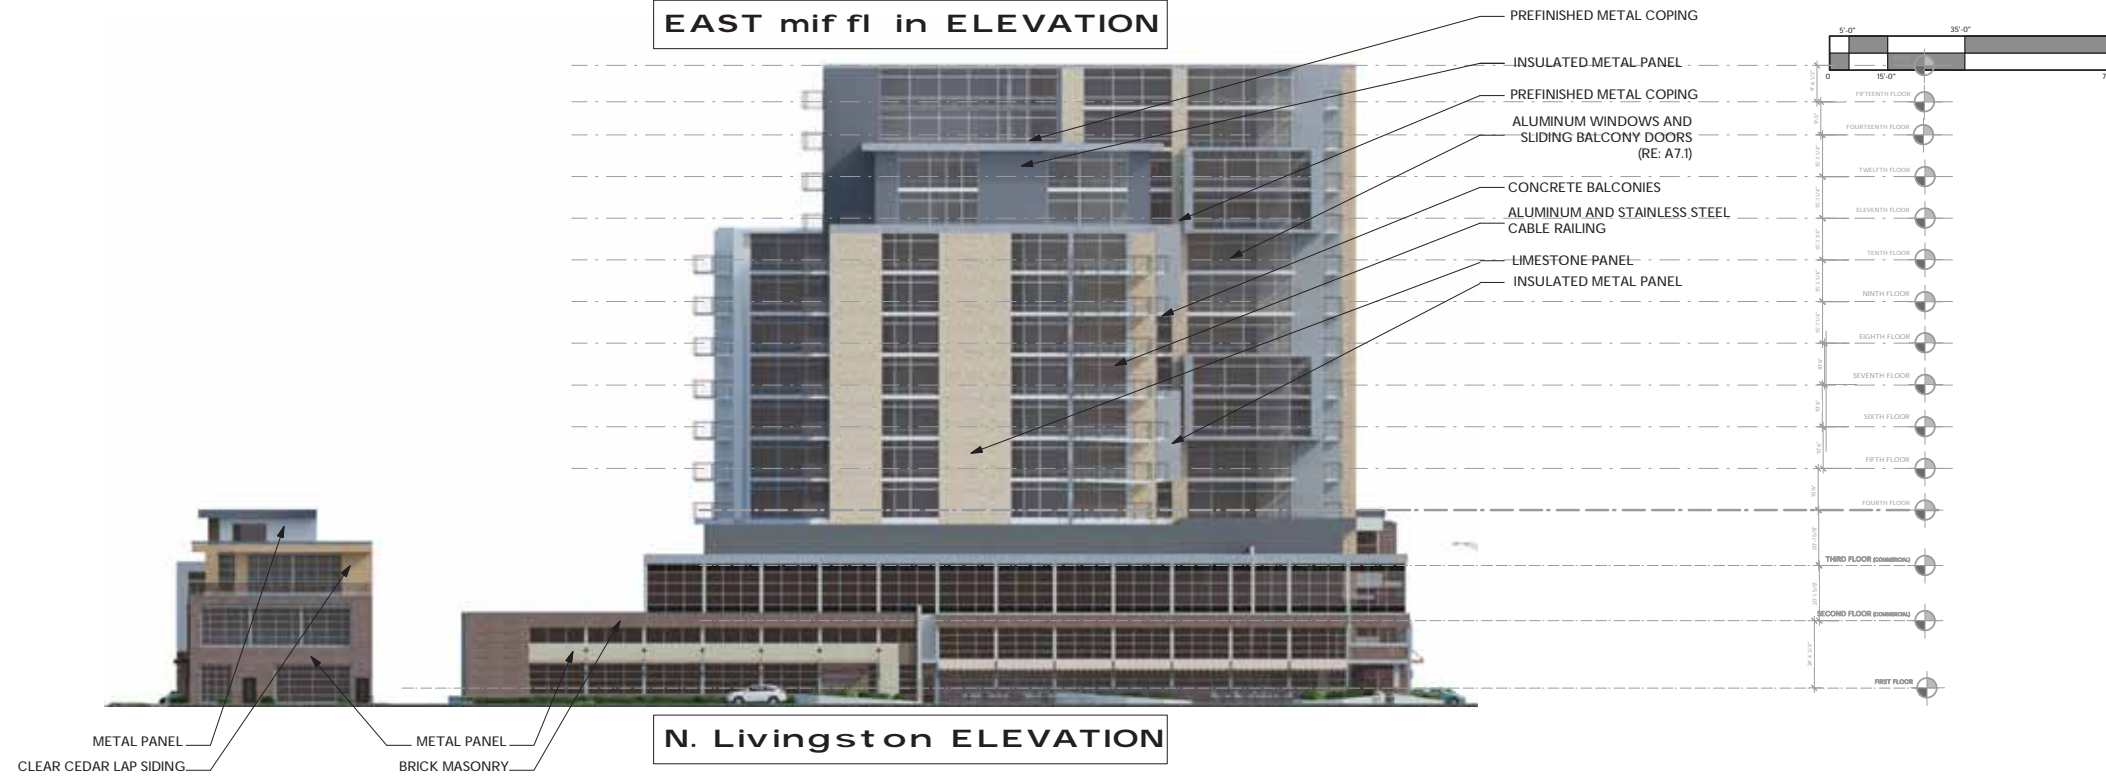 EAST mif fl in ELEVATION
PREFINISHED METAL COPING
INSULATED METAL PANEL
PREFINISHED METAL COPING
ALUMINUM WINDOWS AND
SLIDING BALCONY DOORS
(RE: A7.1)
CONCRETE BALCONIES
ALUMINUM AND STAINLESS STEEL
CABLE RAILING
LIMESTONE PANEL
INSULATED METAL PANEL
5'-0"
35'-0"
0
15'-0"
7
FIFTEENTH FLOOR
FOURTEENTH FLOOR
TWELFTH FLOOR
ELEVENTH FLOOR
TENTH FLOOR
NINTH FLOOR
EIGHTH FLOOR
SEVENTH FLOOR
SIXTH FLOOR
FIFTH FLOOR
FOURTH FLOOR
THIRD FLOOR (COMMERCIAL)
SECOND FLOOR (COMMERCIAL)
FIRST FLOOR
METAL PANEL
CLEAR CEDAR LAP SIDING
METAL PANEL
BRICK MASONRY
N. Livingston ELEVATION